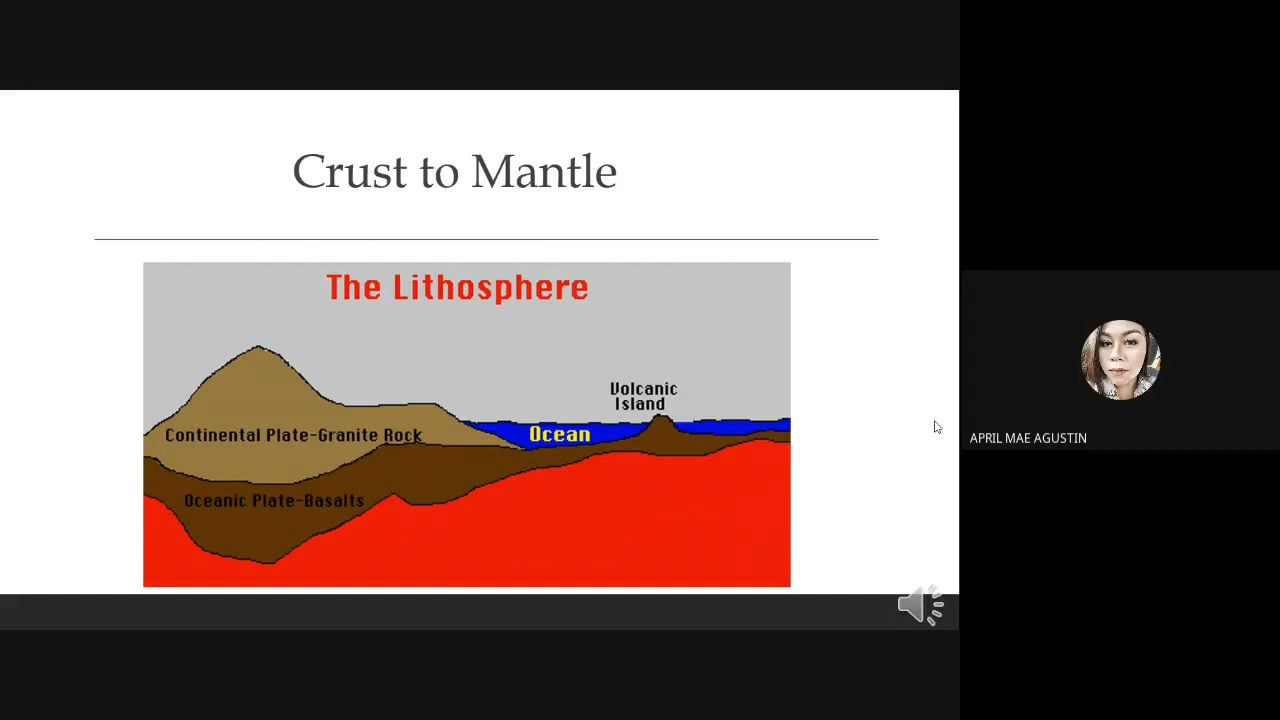 Crust to Mantle
The Lithosphere
Volcanic
Island
Continental Plate-Granite Rock
Ocean
Oceanic Plate-Basalts
APRIL MAE AGUSTIN